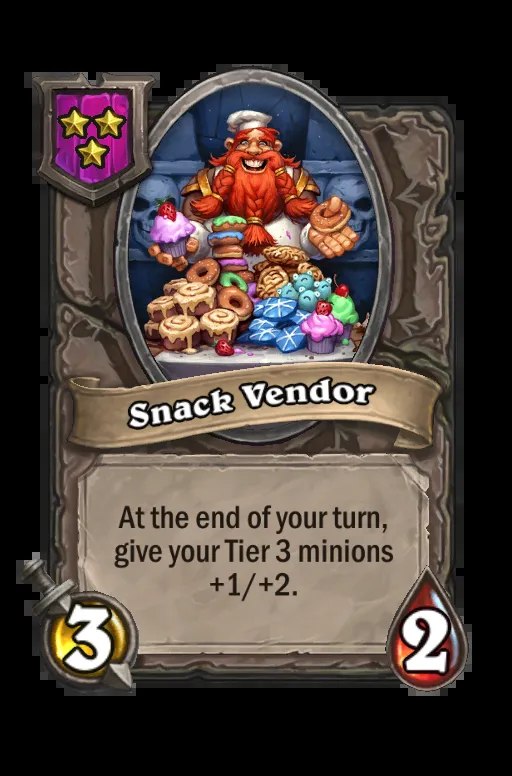 Snack Vendor
At the end of your turn,
give your Tier 3 minions
+1/+2.
3
2